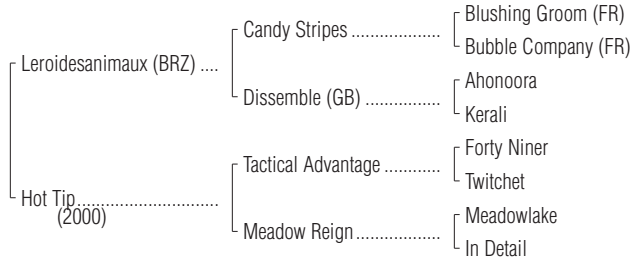 Blushing Groom (FR)
Candy Stripes ..................
Bubble Company (FR)
Leroidesanimaux (BRZ) ....
Ahonoora
Dissemble (GB) ...............
Kerali
Forty Niner
Tactical Advantage ............
Twitchet
Hot Tip.............................
(2000)
Meadowlake
Meadow Reign.................
In Detail